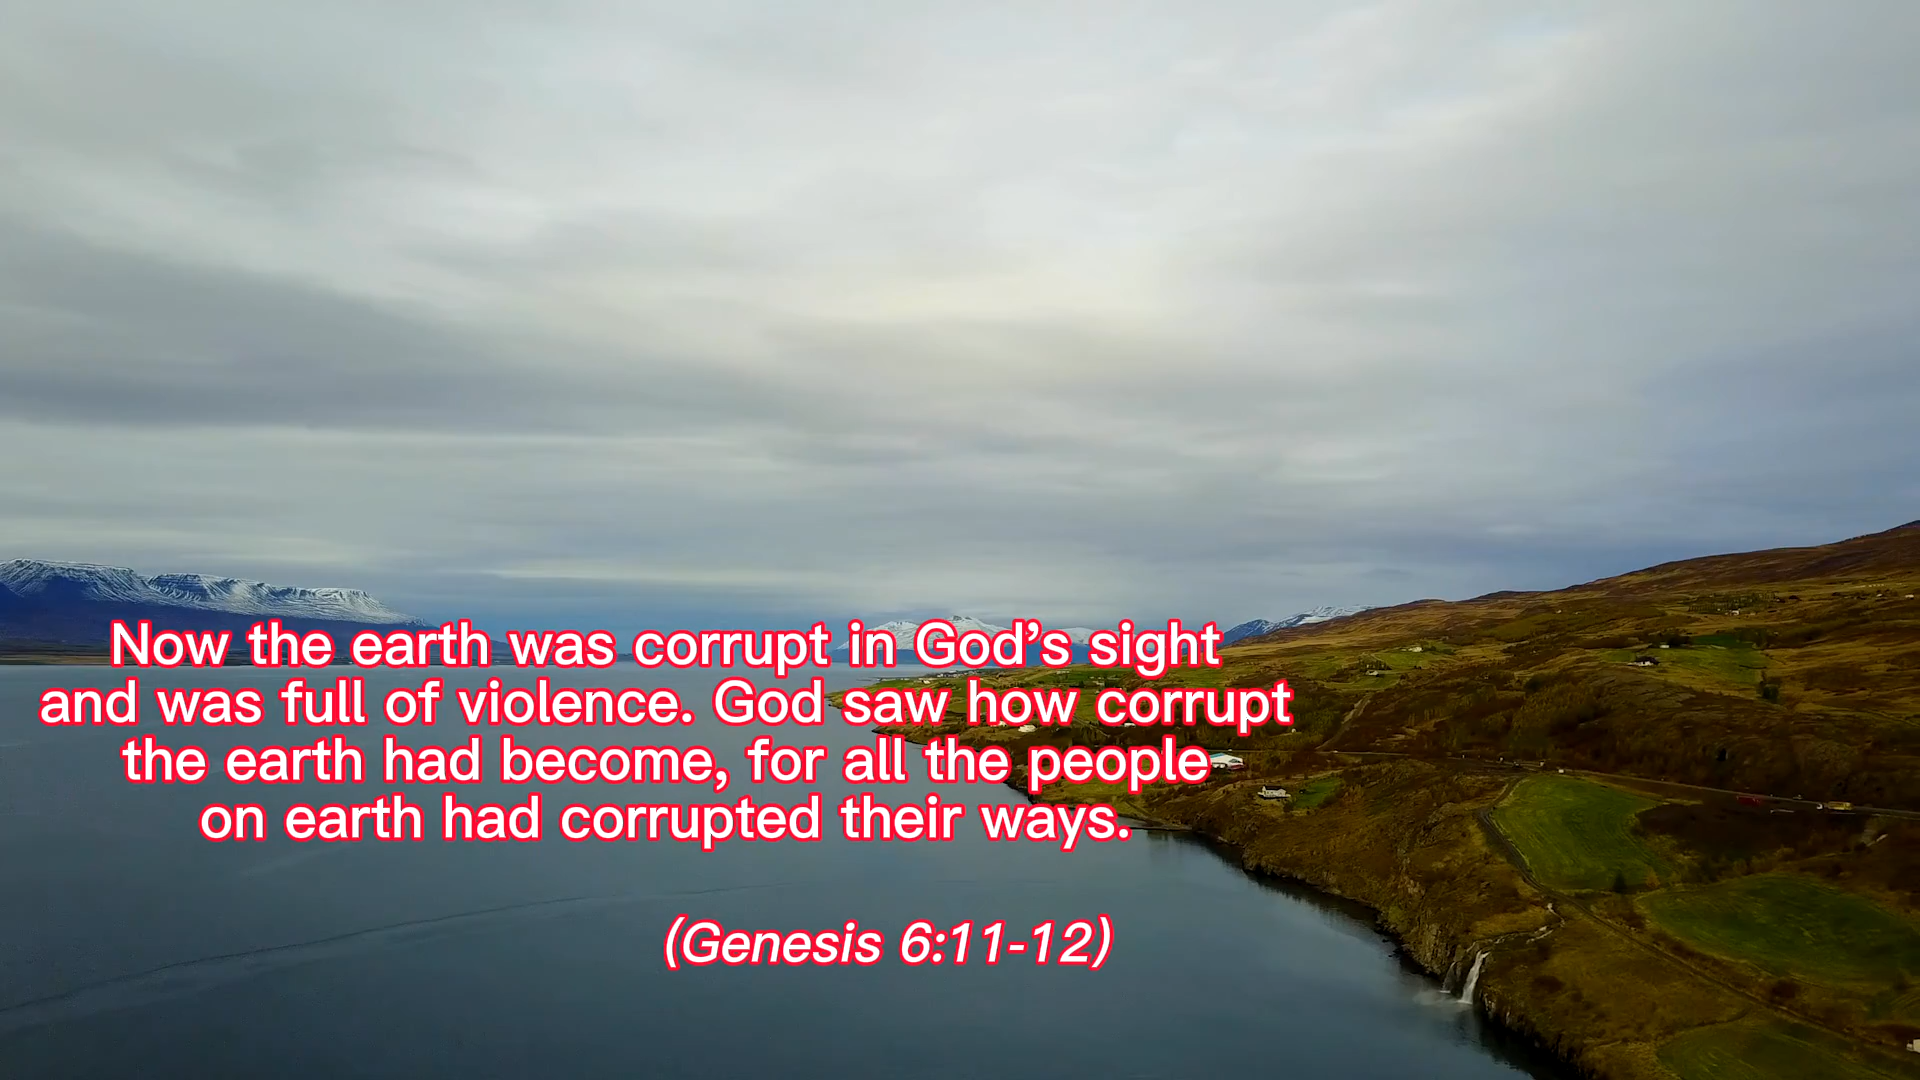 Now the earth was corrupt in God’s sight
and was full of violence. God saw how corrupt
the earth had become, for all the people
on earth had corrupted their ways.
(Genesis 6:11-12)